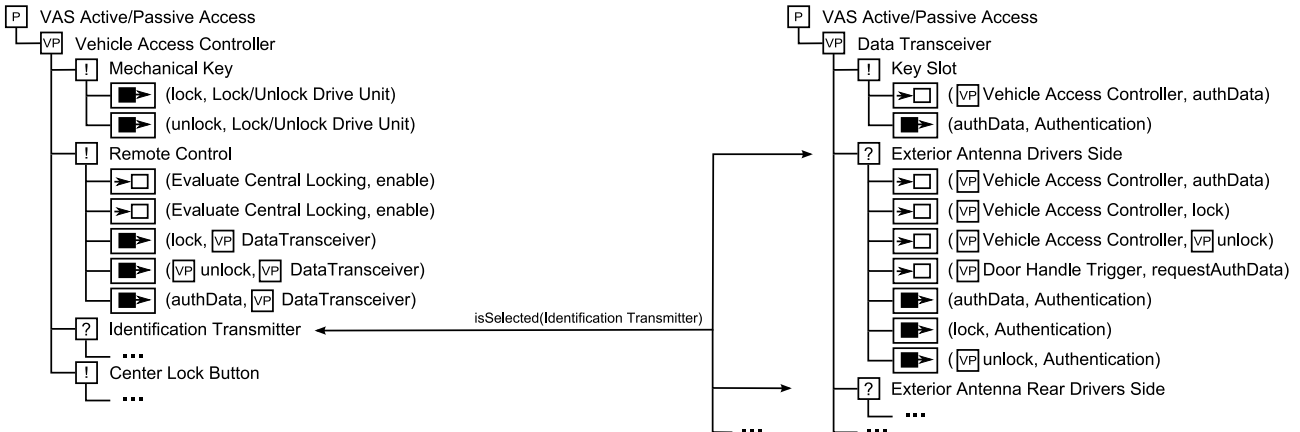 P VAS Active/Passive Access
VP Vehicle Access Controller
! Mechanical Key
(lock, Lock/Unlock Drive Unit)
(unlock, Lock/Unlock Drive Unit)
! Remote Control
(Evaluate Central Locking, enable)
(Evaluate Central Locking, enable)
(lock, VP DataTransceiver)
(VP unlock, VP DataTransceiver)
(authData, VP DataTransceiver)
? Identification Transmitter
...
! Center Lock Button
...
isSelected(Identification Transmitter)
...
P VAS Active/Passive Access
VP Data Transceiver
! Key Slot
( VP Vehicle Access Controller, authData)
(authData, Authentication)
? Exterior Antenna Drivers Side
( VP Vehicle Access Controller, authData)
( VP Vehicle Access Controller, lock)
( VP Vehicle Access Controller, VP unlock)
( VP Door Handle Trigger, requestAuthData)
(authData, Authentication)
(lock, Authentication)
( VP unlock, Authentication)
? Exterior Antenna Rear Drivers Side
...
...